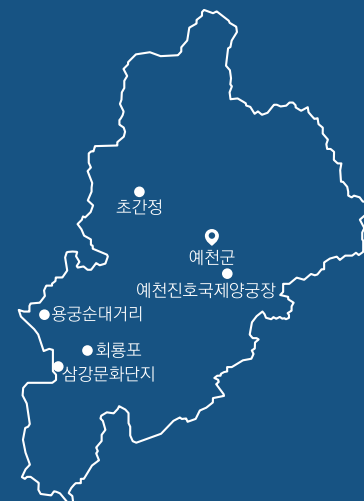 초간정
예천군
예천진호국제양궁장
용궁순대거리
회룡포
삼강문화단지